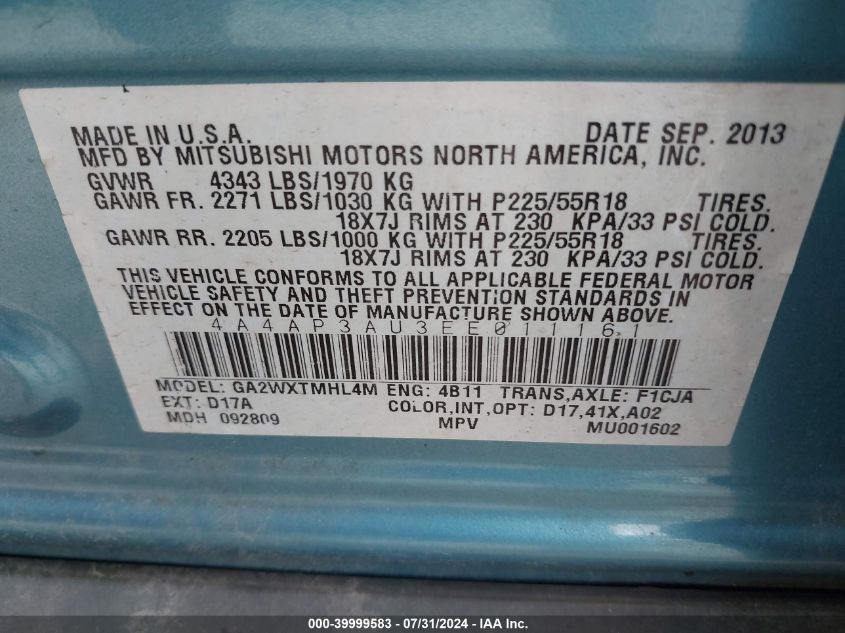 MADE IN U.S.A. DATE SEP. 2013
MFD BY MITSUBISHI MOTORS NORTH AMERICA, INC.
GVWR 4343 LBS/1970 KG
GAWR FR. 2271 LBS/1030 KG WITH P225/55R18 TIRES.
18X7J RIMS AT 230 KPA/33 PSI COLD.
GAWR RR. 2205 LBS/1000 KG WITH P225/55R18 TIRES.
18X7J RIMS AT 230 KPA/33 PSI COLD.
THIS VEHICLE CONFORMS TO ALL APPLICABLE FEDERAL MOTOR
VEHICLE SAFETY AND THEFT PREVENTION STANDARDS IN
EFFECT ON THE DATE OF MANUFACTURE SHOWN ABOVE.
4A4AP3AU3EE011161
MODEL: GA2WXTMHL4M ENG: 4B11 TRANS,AXLE: F1CJA
EXT: D17A COLOR,INT,OPT: D17,41X,A02
MDH 092809 MPV MU001602
000-39999583 - 07/31/2024 - IAAI.com